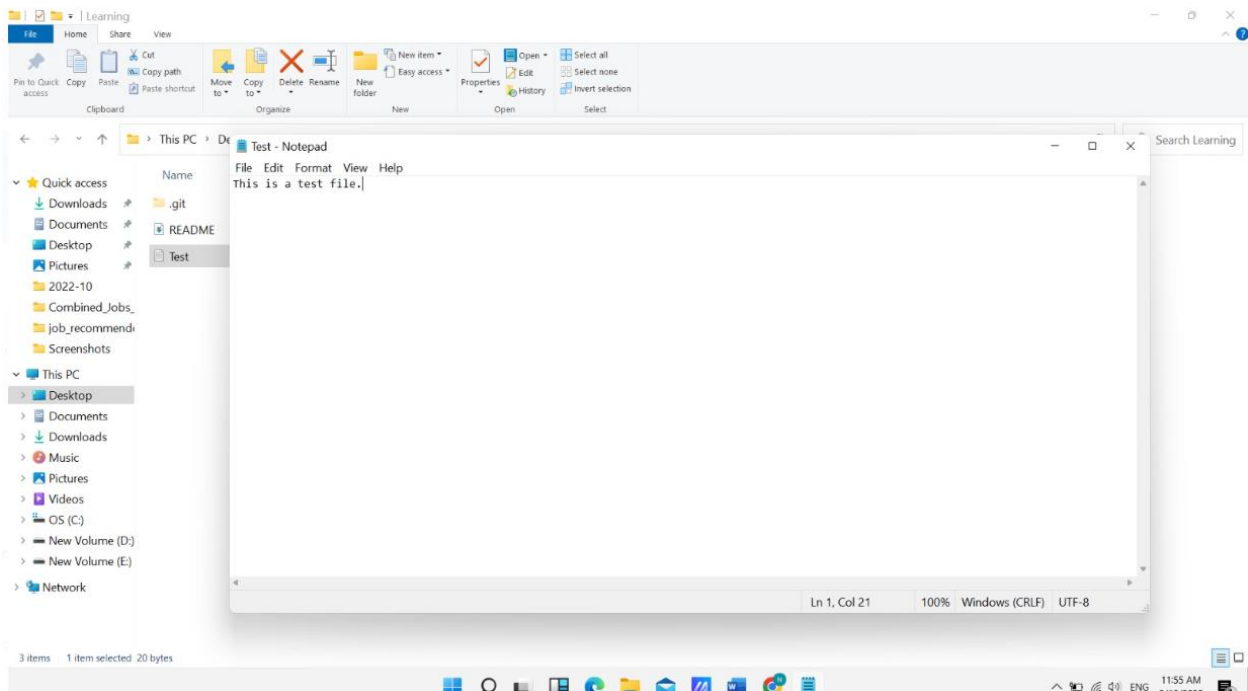 Learning
File Home Share View
Pin to Quick access
Copy
Paste
Cut
Copy path
Paste shortcut
Clipboard
Move to
Copy to
Delete
Rename
Organize
New folder
New item
Easy access
New
Properties
Open
Edit
History
Open
Select all
Select none
Invert selection
Select
This PC > De
Search Learning
Quick access
Downloads
Documents
Desktop
Pictures
2022-10
Combined_Jobs_
job_recommend
Screenshots
This PC
Desktop
Documents
Downloads
Music
Pictures
Videos
OS (C:)
New Volume (D:)
New Volume (E:)
Network
Name
.git
README
Test
Test - Notepad
File Edit Format View Help
This is a test file.
Ln 1, Col 21 100% Windows (CRLF) UTF-8
3 items 1 item selected 20 bytes
ENG
11:55 AM